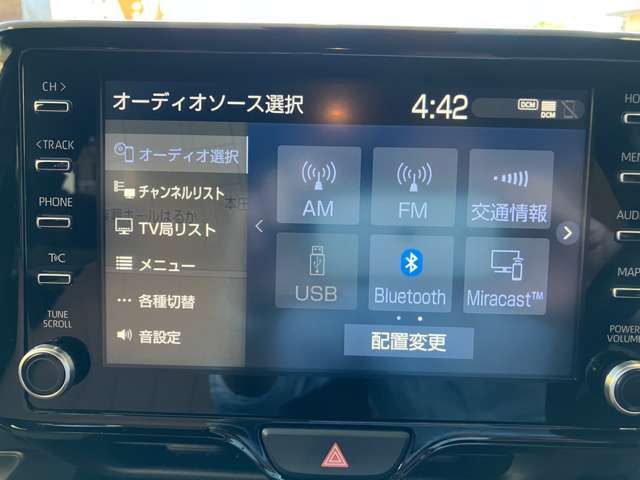 CH >
オーディオソース選択
4:42
DCM
DCM
<TRACK
オーディオ選択
チャンネルリスト
PHONE
TV局リスト
AM
FM
交通情報
メニュー
T C
各種切替
USB
Bluetooth
Miracast™
MAP
TUNE
SCROLL
音設定
配置変更
POWER
VOLUME